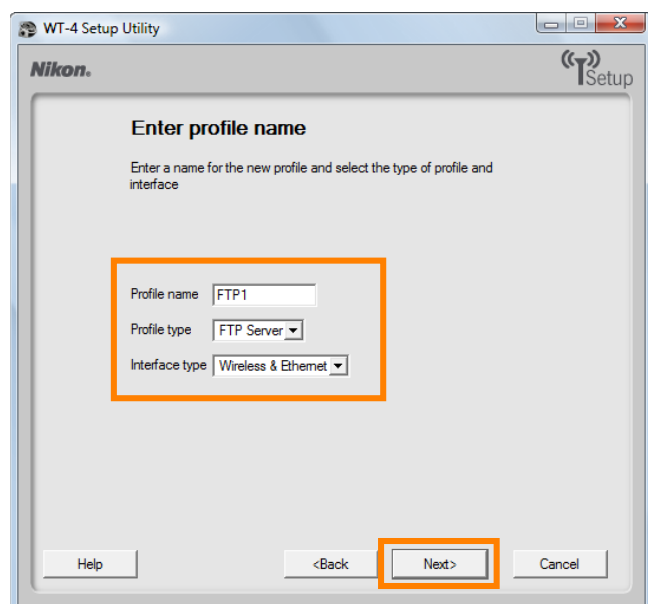 WT-4 Setup Utility
Nikon.
Setup
Enter profile name
Enter a name for the new profile and select the type of profile and
interface
Profile name FTP1
Profile type FTP Server
Interface type Wireless & Ethernet
Help <Back Next> Cancel